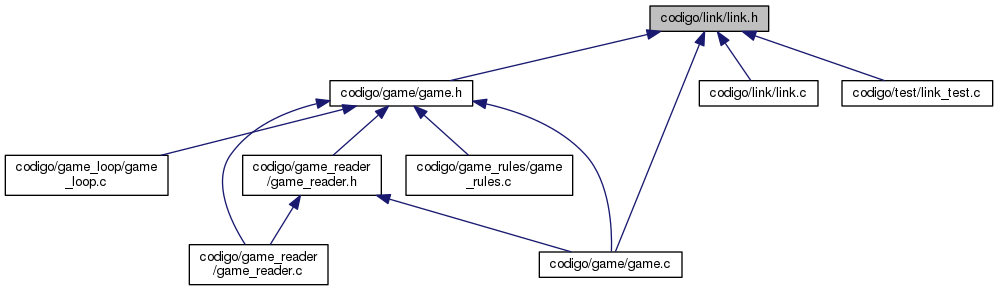 codigo/link/link.h
codigo/game/game.h
codigo/link/link.c
codigo/test/link_test.c
codigo/game_loop/game
_loop.c
codigo/game_reader
/game_reader.h
codigo/game_rules/game
_rules.c
codigo/game_reader
/game_reader.c
codigo/game/game.c